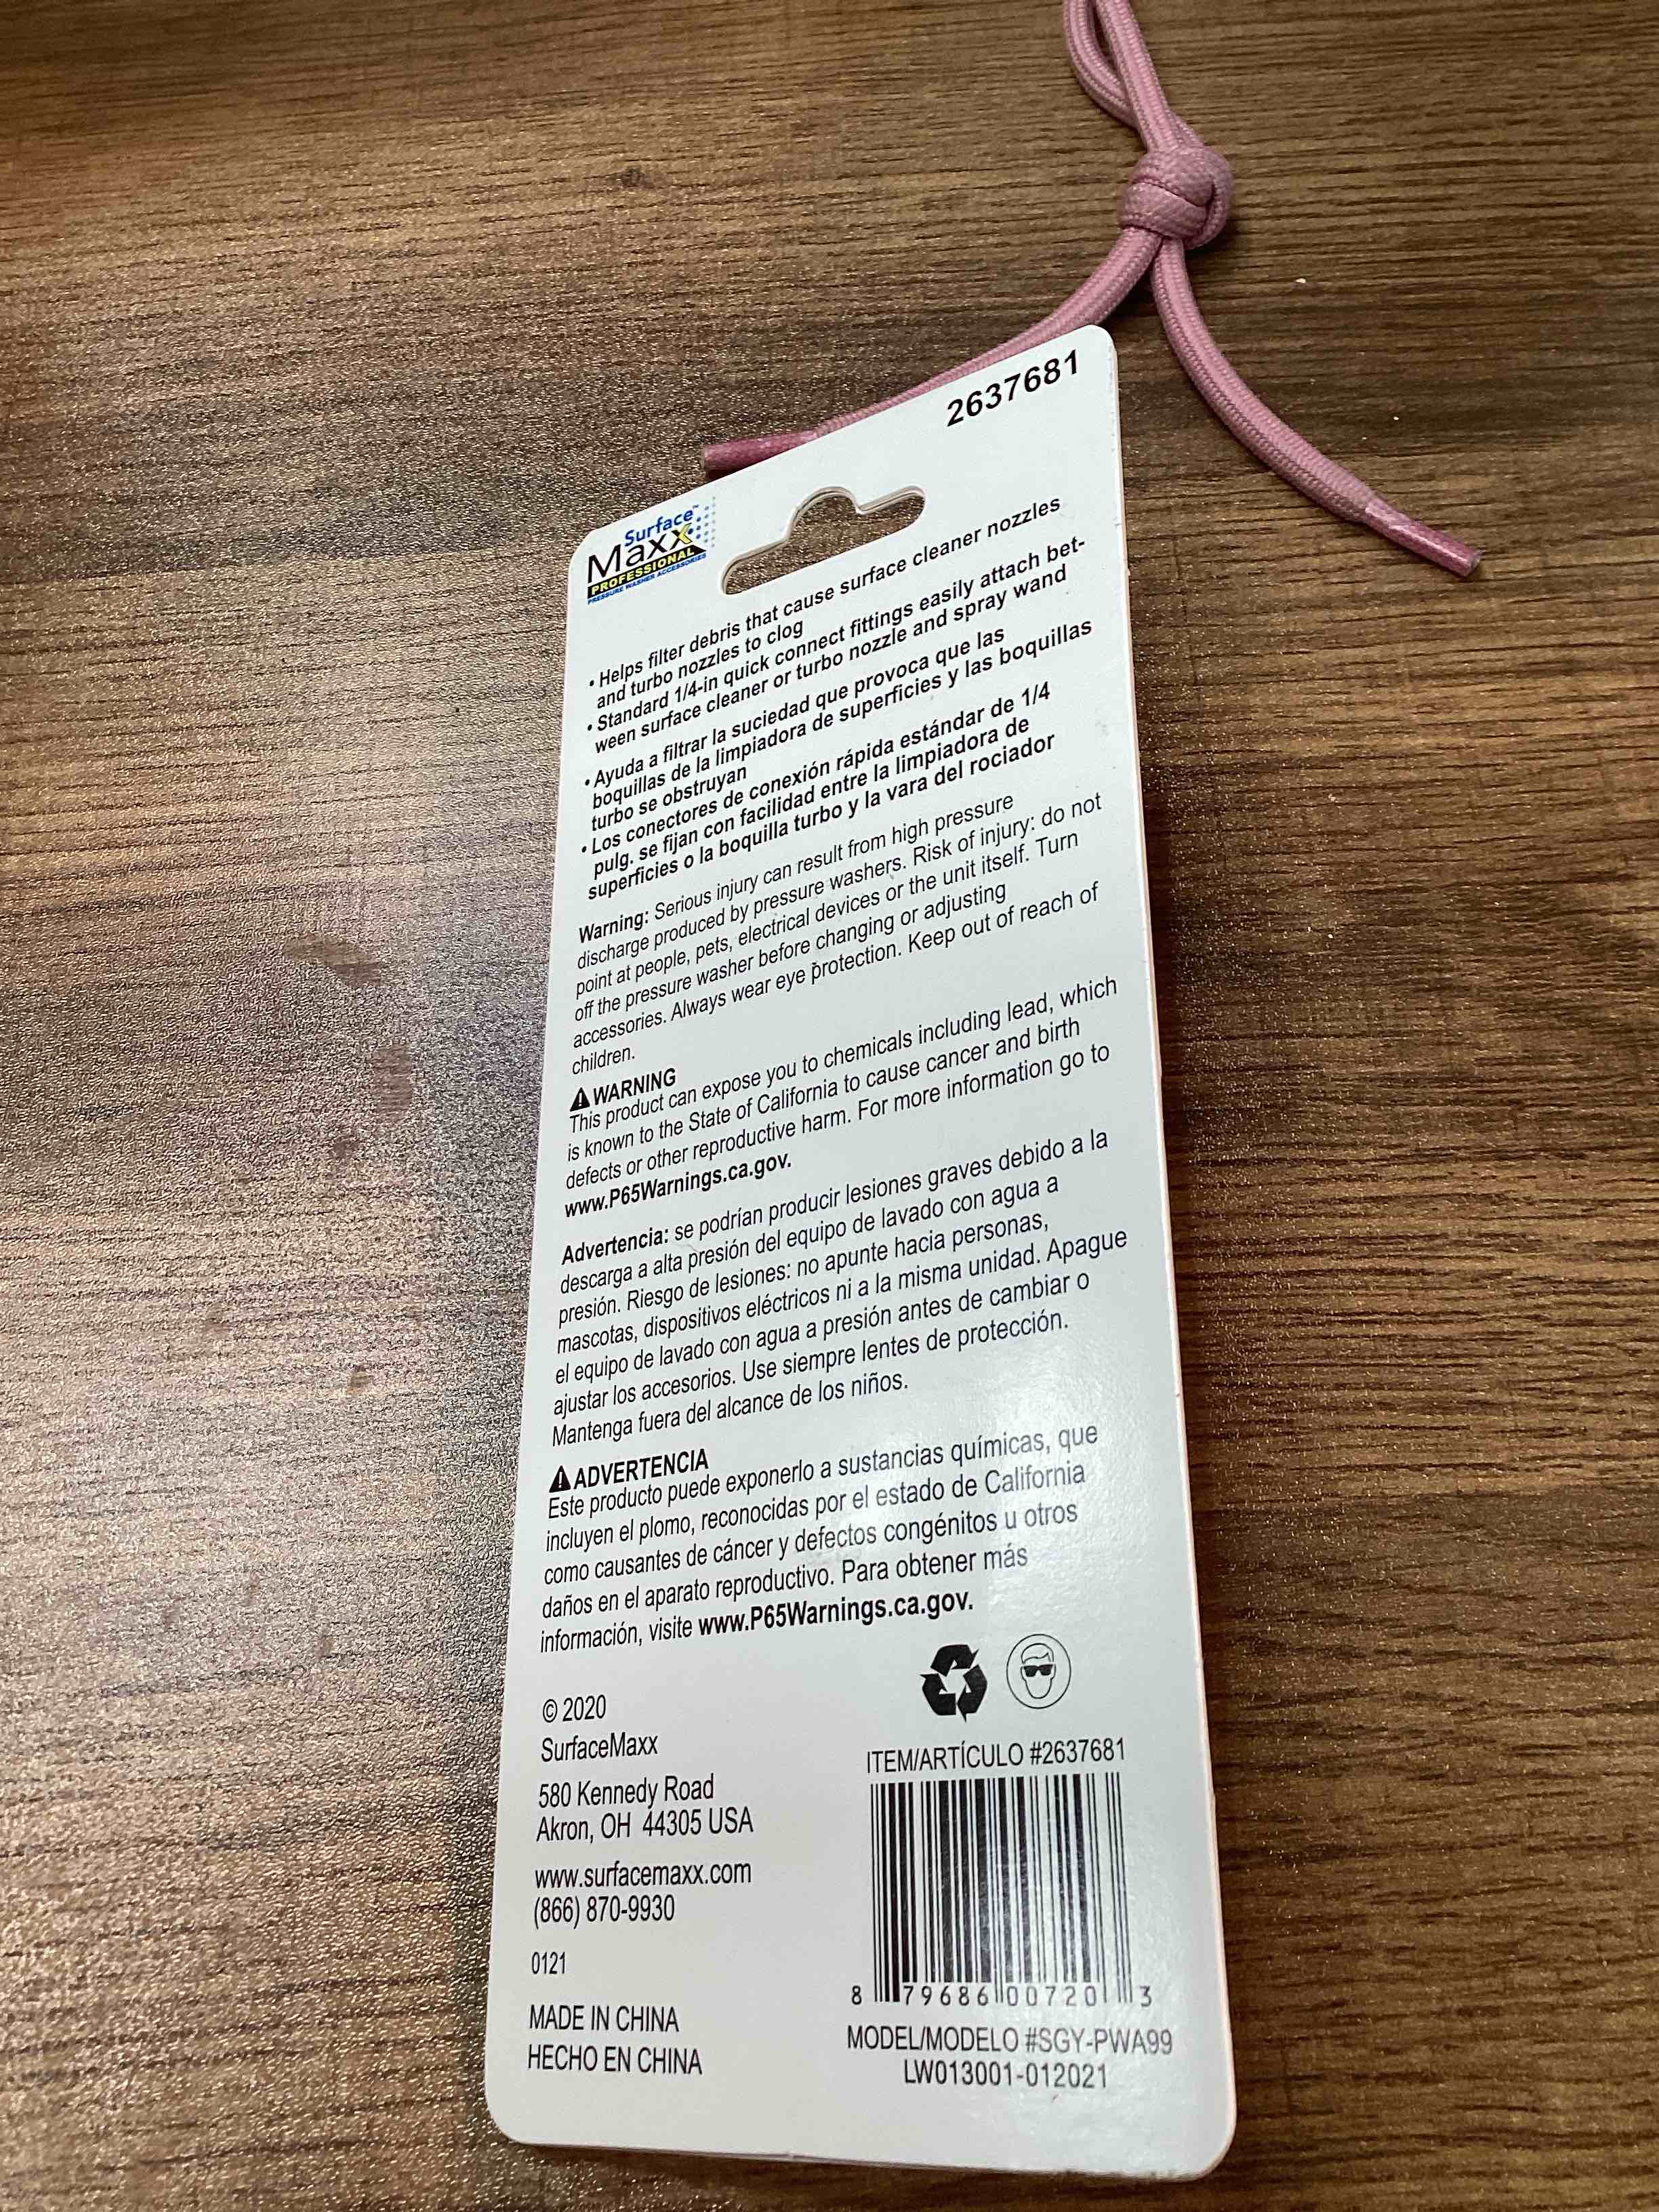 2637681
Surface™
Maxx
PROFESSIONAL
PRESSURE WASHER ACCESSORIES
• Helps filter debris that cause surface cleaner nozzles
and turbo nozzles to clog
• Standard 1/4-in quick connect fittings easily attach bet-
ween surface cleaner or turbo nozzle and spray wand
• Ayuda a filtrar la suciedad que provoca que las
boquillas de la limpiadora de superficies y las boquillas
turbo se obstruyan
• Los conectores de conexión rápida estándar de 1/4
pulg. se fijan con facilidad entre la limpiadora de
superficies o la boquilla turbo y la vara del rociador
Warning: Serious injury can result from high pressure
discharge produced by pressure washers. Risk of injury: do not
point at people, pets, electrical devices or the unit itself. Turn
off the pressure washer before changing or adjusting
accessories. Always wear eye protection. Keep out of reach of
children.
⚠ WARNING
This product can expose you to chemicals including lead, which
is known to the State of California to cause cancer and birth
defects or other reproductive harm. For more information go to
www.P65Warnings.ca.gov.
Advertencia: se podrían producir lesiones graves debido a la
descarga a alta presión del equipo de lavado con agua a
presión. Riesgo de lesiones: no apunte hacia personas,
mascotas, dispositivos eléctricos ni a la misma unidad. Apague
el equipo de lavado con agua a presión antes de cambiar o
ajustar los accesorios. Use siempre lentes de protección.
Mantenga fuera del alcance de los niños.
⚠ ADVERTENCIA
Este producto puede exponerlo a sustancias químicas, que
incluyen el plomo, reconocidas por el estado de California
como causantes de cáncer y defectos congénitos u otros
daños en el aparato reproductivo. Para obtener más
información, visite www.P65Warnings.ca.gov.
© 2020
SurfaceMaxx
580 Kennedy Road
Akron, OH 44305 USA
www.surfacemaxx.com
(866) 870-9930
0121
MADE IN CHINA
HECHO EN CHINA
ITEM/ARTÍCULO #2637681
8 79686 00720 3
MODEL/MODELO #SGY-PWA99
LW013001-012021